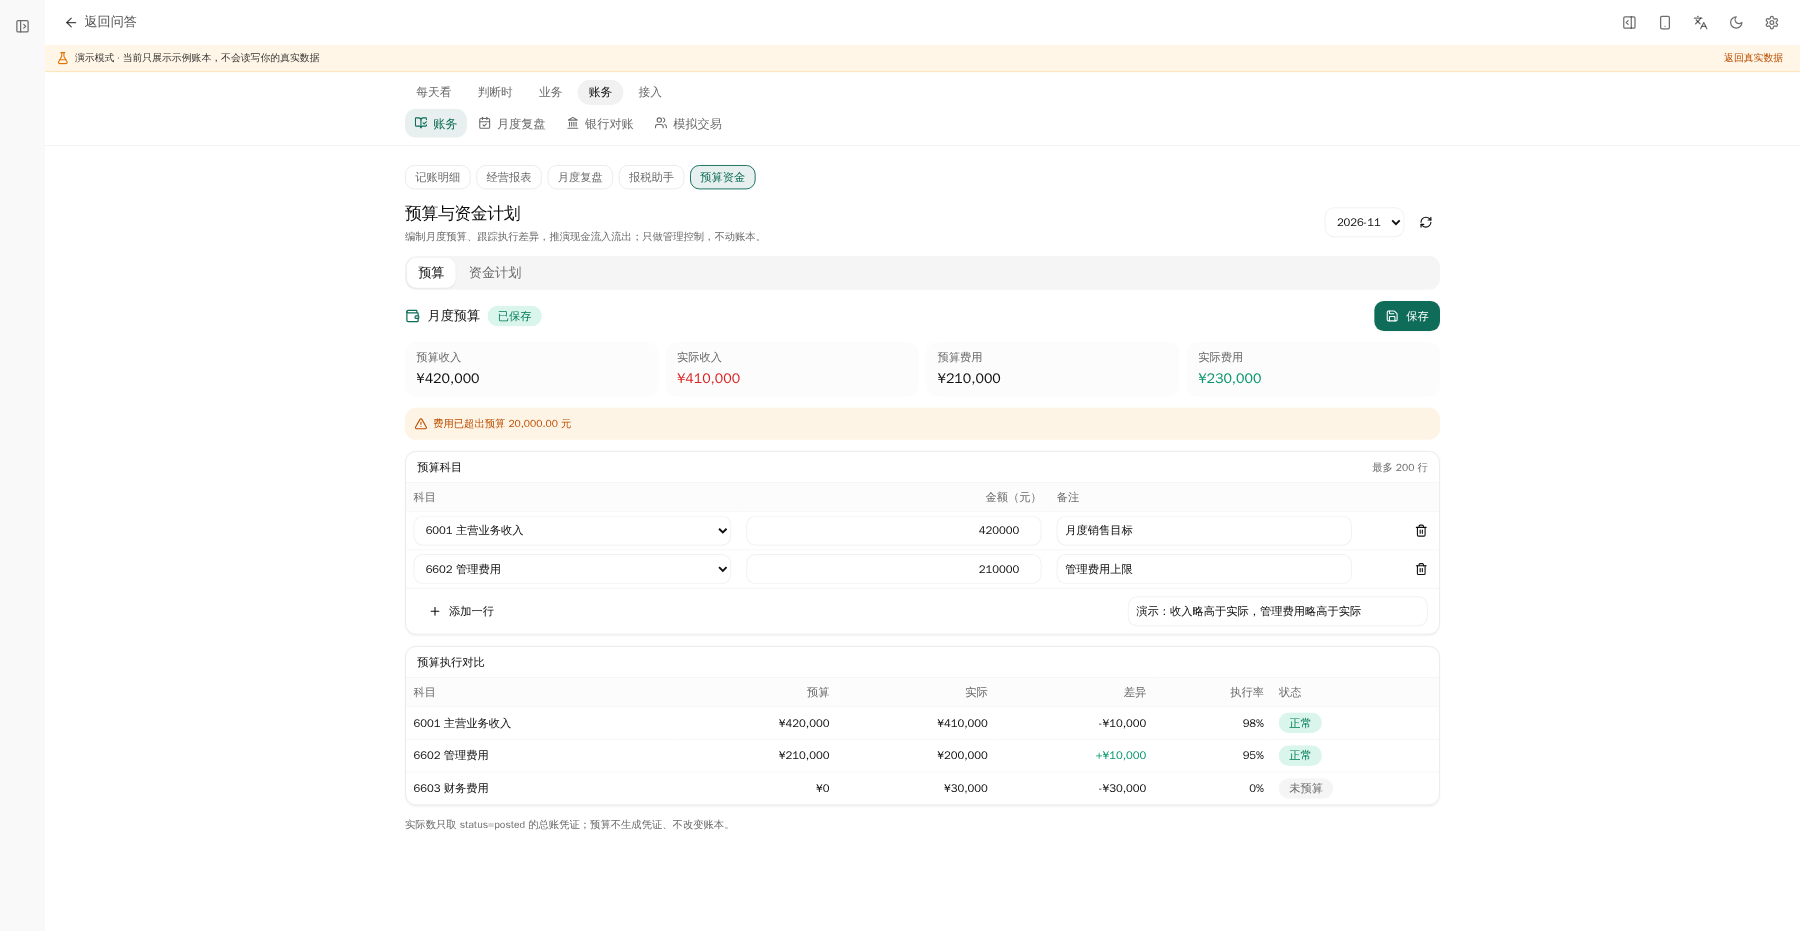 返回问答
演示模式 · 当前只展示示例账本，不会读写你的真实数据 返回真实数据
每天看 判断时 业务 账务 接入
账务 月度复盘 银行对账 模拟交易
记账明细 经营报表 月度复盘 报税助手 预算资金
预算与资金计划
2026-11
编制月度预算、跟踪执行差异，推演现金流入流出；只做管理控制，不动账本。
预算 资金计划
月度预算 已保存 保存
预算收入 实际收入 预算费用 实际费用
¥420,000 ¥410,000 ¥210,000 ¥230,000
费用已超出预算 20,000.00 元
预算科目 最多 200 行
科目 金额（元） 备注
6001 主营业务收入 420000 月度销售目标
6602 管理费用 210000 管理费用上限
添加一行 演示：收入略高于实际，管理费用略高于实际
预算执行对比
科目 预算 实际 差异 执行率 状态
6001 主营业务收入 ¥420,000 ¥410,000 -¥10,000 98% 正常
6602 管理费用 ¥210,000 ¥200,000 +¥10,000 95% 正常
6603 财务费用 ¥0 ¥30,000 -¥30,000 0% 未预算
实际数只取 status=posted 的总账凭证；预算不生成凭证、不改变账本。